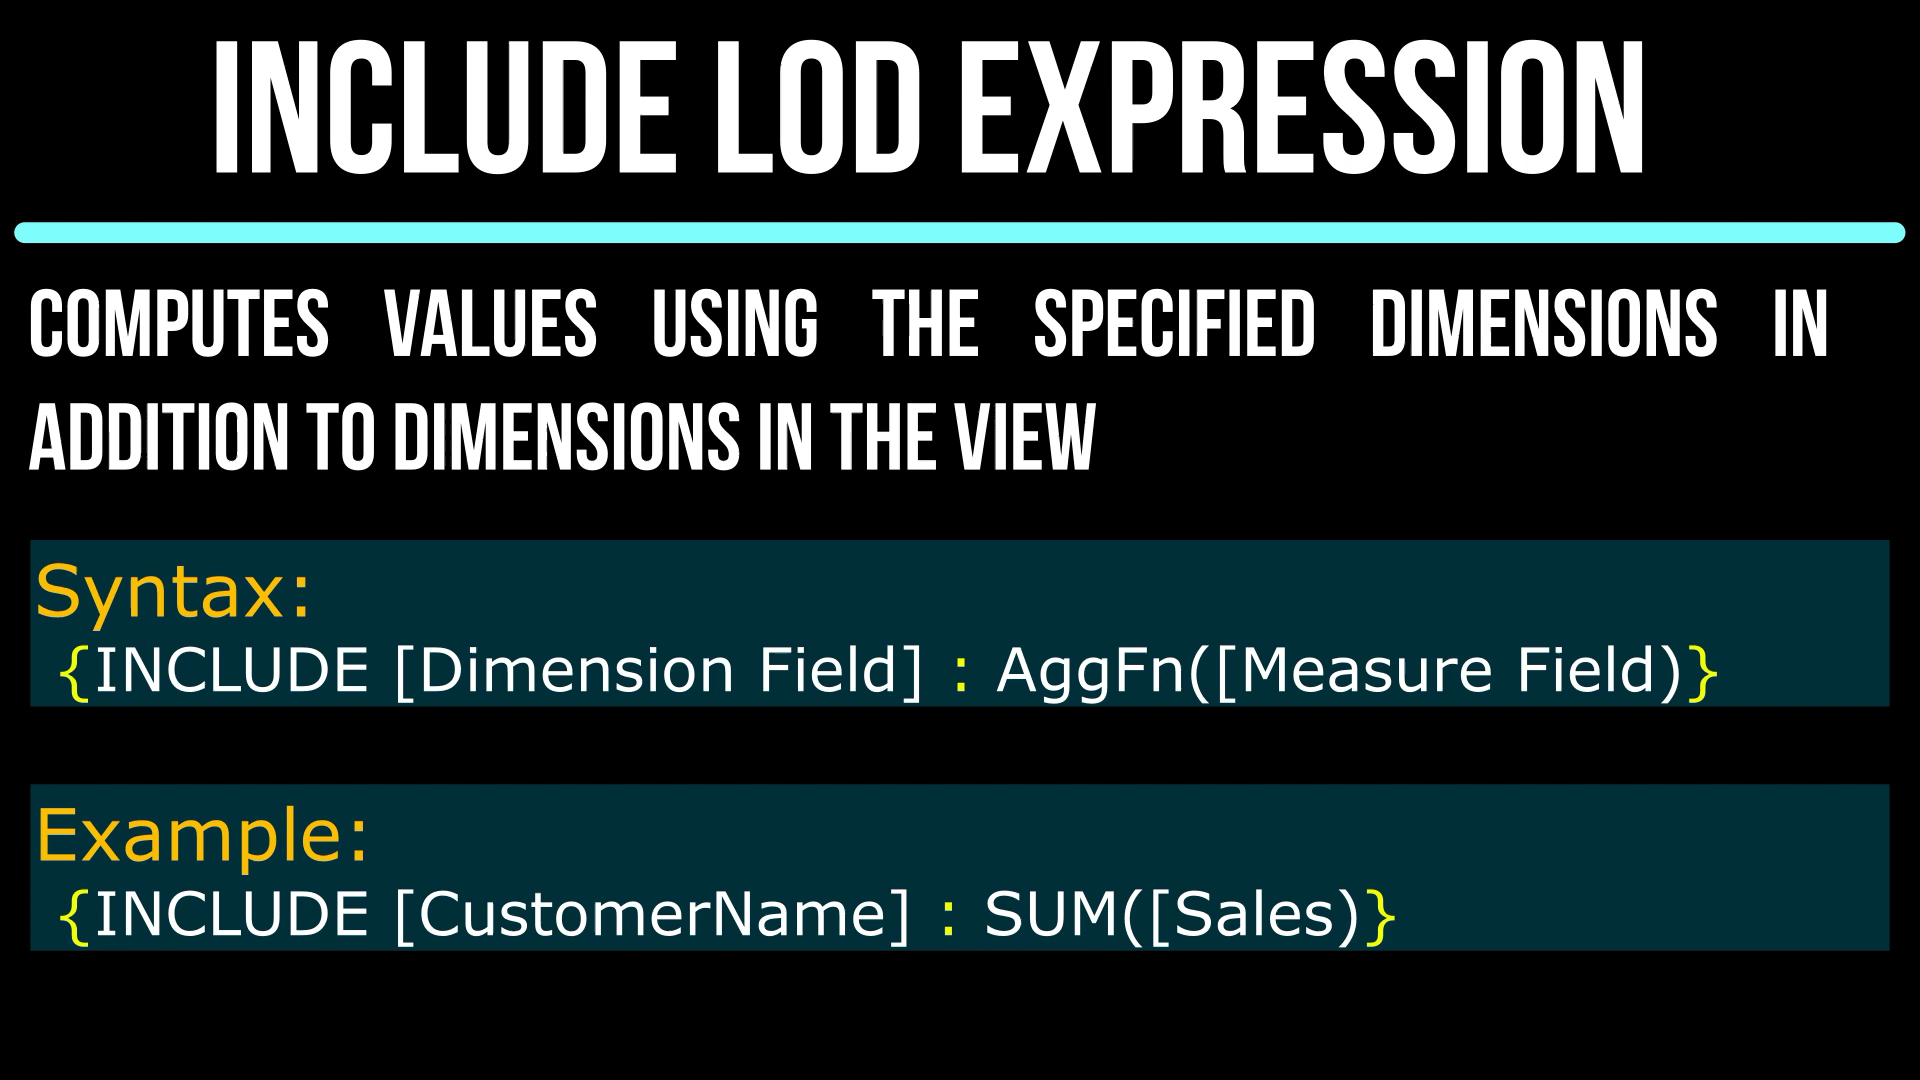 INCLUDE LOD EXPRESSION
COMPUTES VALUES USING THE SPECIFIED DIMENSIONS IN
ADDITION TO DIMENSIONS IN THE VIEW
Syntax:
{INCLUDE [Dimension Field] : AggFn([Measure Field)}
Example:
{INCLUDE [CustomerName] : SUM([Sales)}